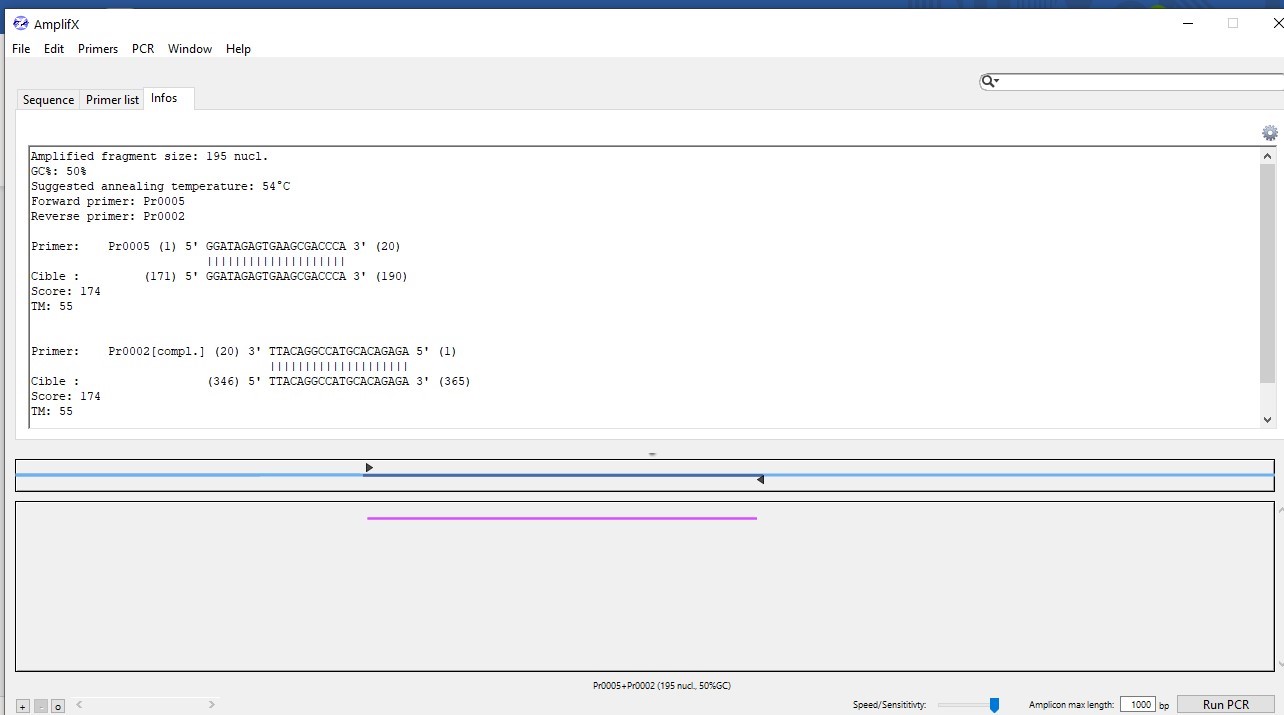 AmplifX
File Edit Primers PCR Window Help
Sequence Primer list Infos
Amplified fragment size: 195 nucl.
GC%: 50%
Suggested annealing temperature: 54°C
Forward primer: Pr0005
Reverse primer: Pr0002
Primer: Pr0005 (1) 5' GGATAGAGTGAAGCGACCCA 3' (20)
||||||||||||||||||||
Cible : (171) 5' GGATAGAGTGAAGCGACCCA 3' (190)
Score: 174
TM: 55
Primer: Pr0002[compl.] (20) 3' TTACAGGCCATGCACAGAGA 5' (1)
||||||||||||||||||||
Cible : (346) 5' TTACAGGCCATGCACAGAGA 3' (365)
Score: 174
TM: 55
Pr0005+Pr0002 (195 nucl., 50%GC)
+ - o Speed/Sensitivity: Amplicon max length: 1000 bp Run PCR